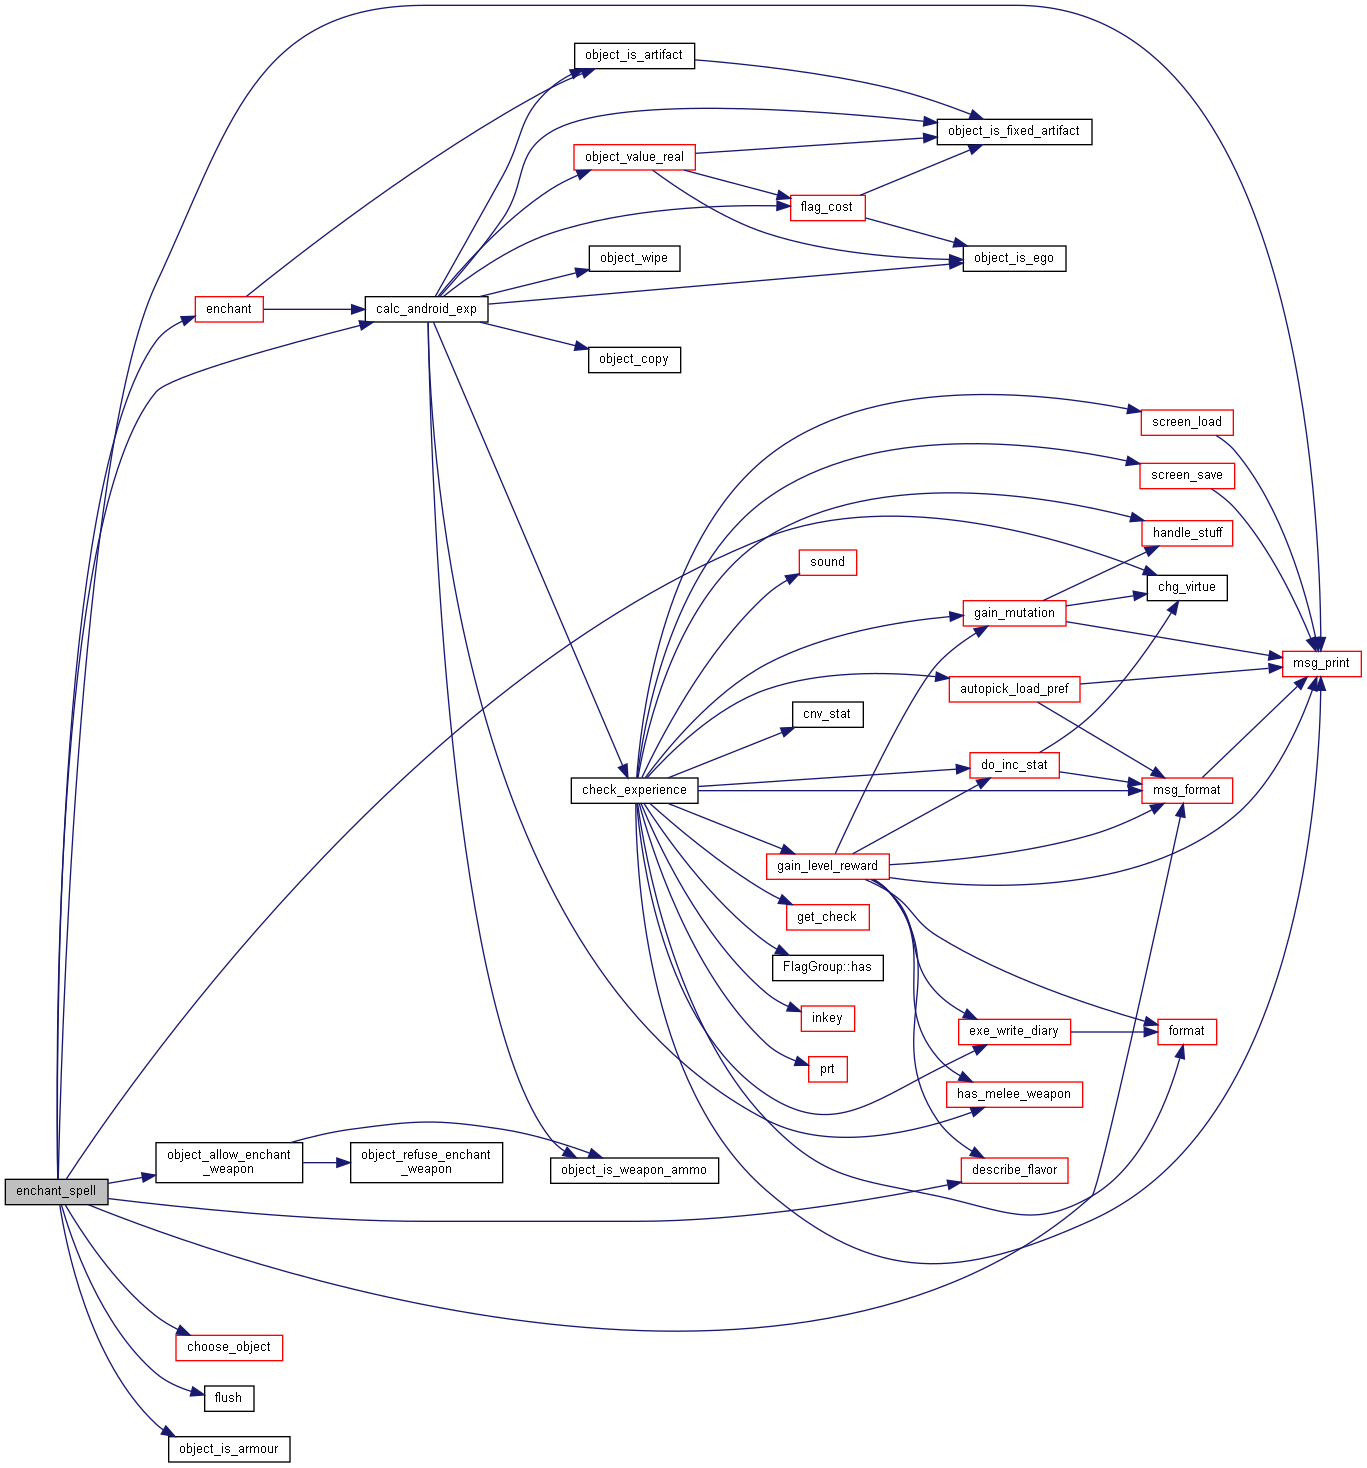 object_is_artifact
object_is_fixed_artifact
object_value_real
flag_cost
object_wipe
object_is_ego
enchant
calc_android_exp
object_copy
screen_load
screen_save
handle_stuff
sound
chg_virtue
gain_mutation
msg_print
autopick_load_pref
cnv_stat
do_inc_stat
check_experience
msg_format
gain_level_reward
get_check
FlagGroup::has
inkey
exe_write_diary
format
prt
has_melee_weapon
object_allow_enchant
_weapon
object_refuse_enchant
_weapon
object_is_weapon_ammo
describe_flavor
enchant_spell
choose_object
flush
object_is_armour